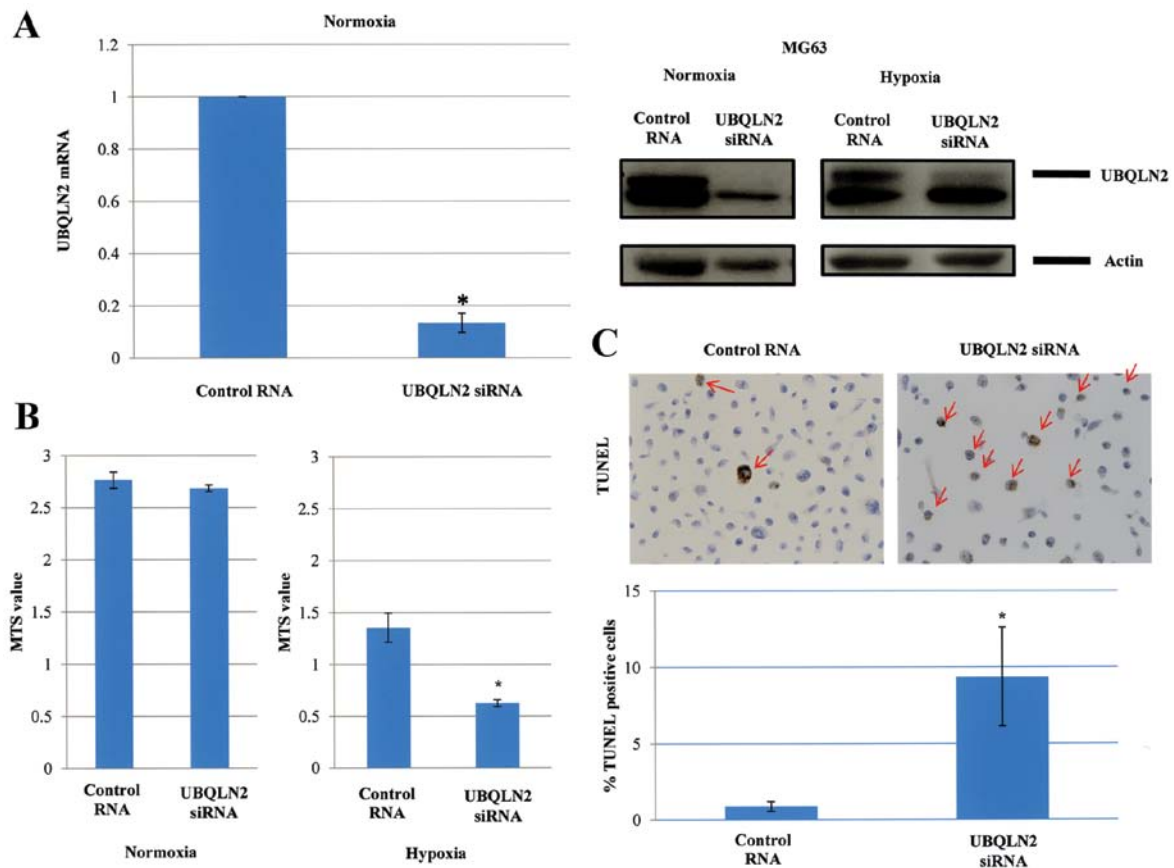 A
Normoxia
UBQLN2 mRNA
1.2
1
0.8
0.6
0.4
0.2
0
*
Control RNA
UBQLN2 siRNA
MG63
Normoxia
Hypoxia
Control RNA
UBQLN2 siRNA
Control RNA
UBQLN2 siRNA
UBQLN2
Actin
B
MTS value
3
2.5
2
1.5
1
0.5
0
Control RNA
UBQLN2 siRNA
Normoxia
MTS value
3
2.5
2
1.5
1
0.5
0
*
Control RNA
UBQLN2 siRNA
Hypoxia
C
Control RNA
UBQLN2 siRNA
TUNEL
% TUNEL positive cells
15
10
5
0
*
Control RNA
UBQLN2 siRNA